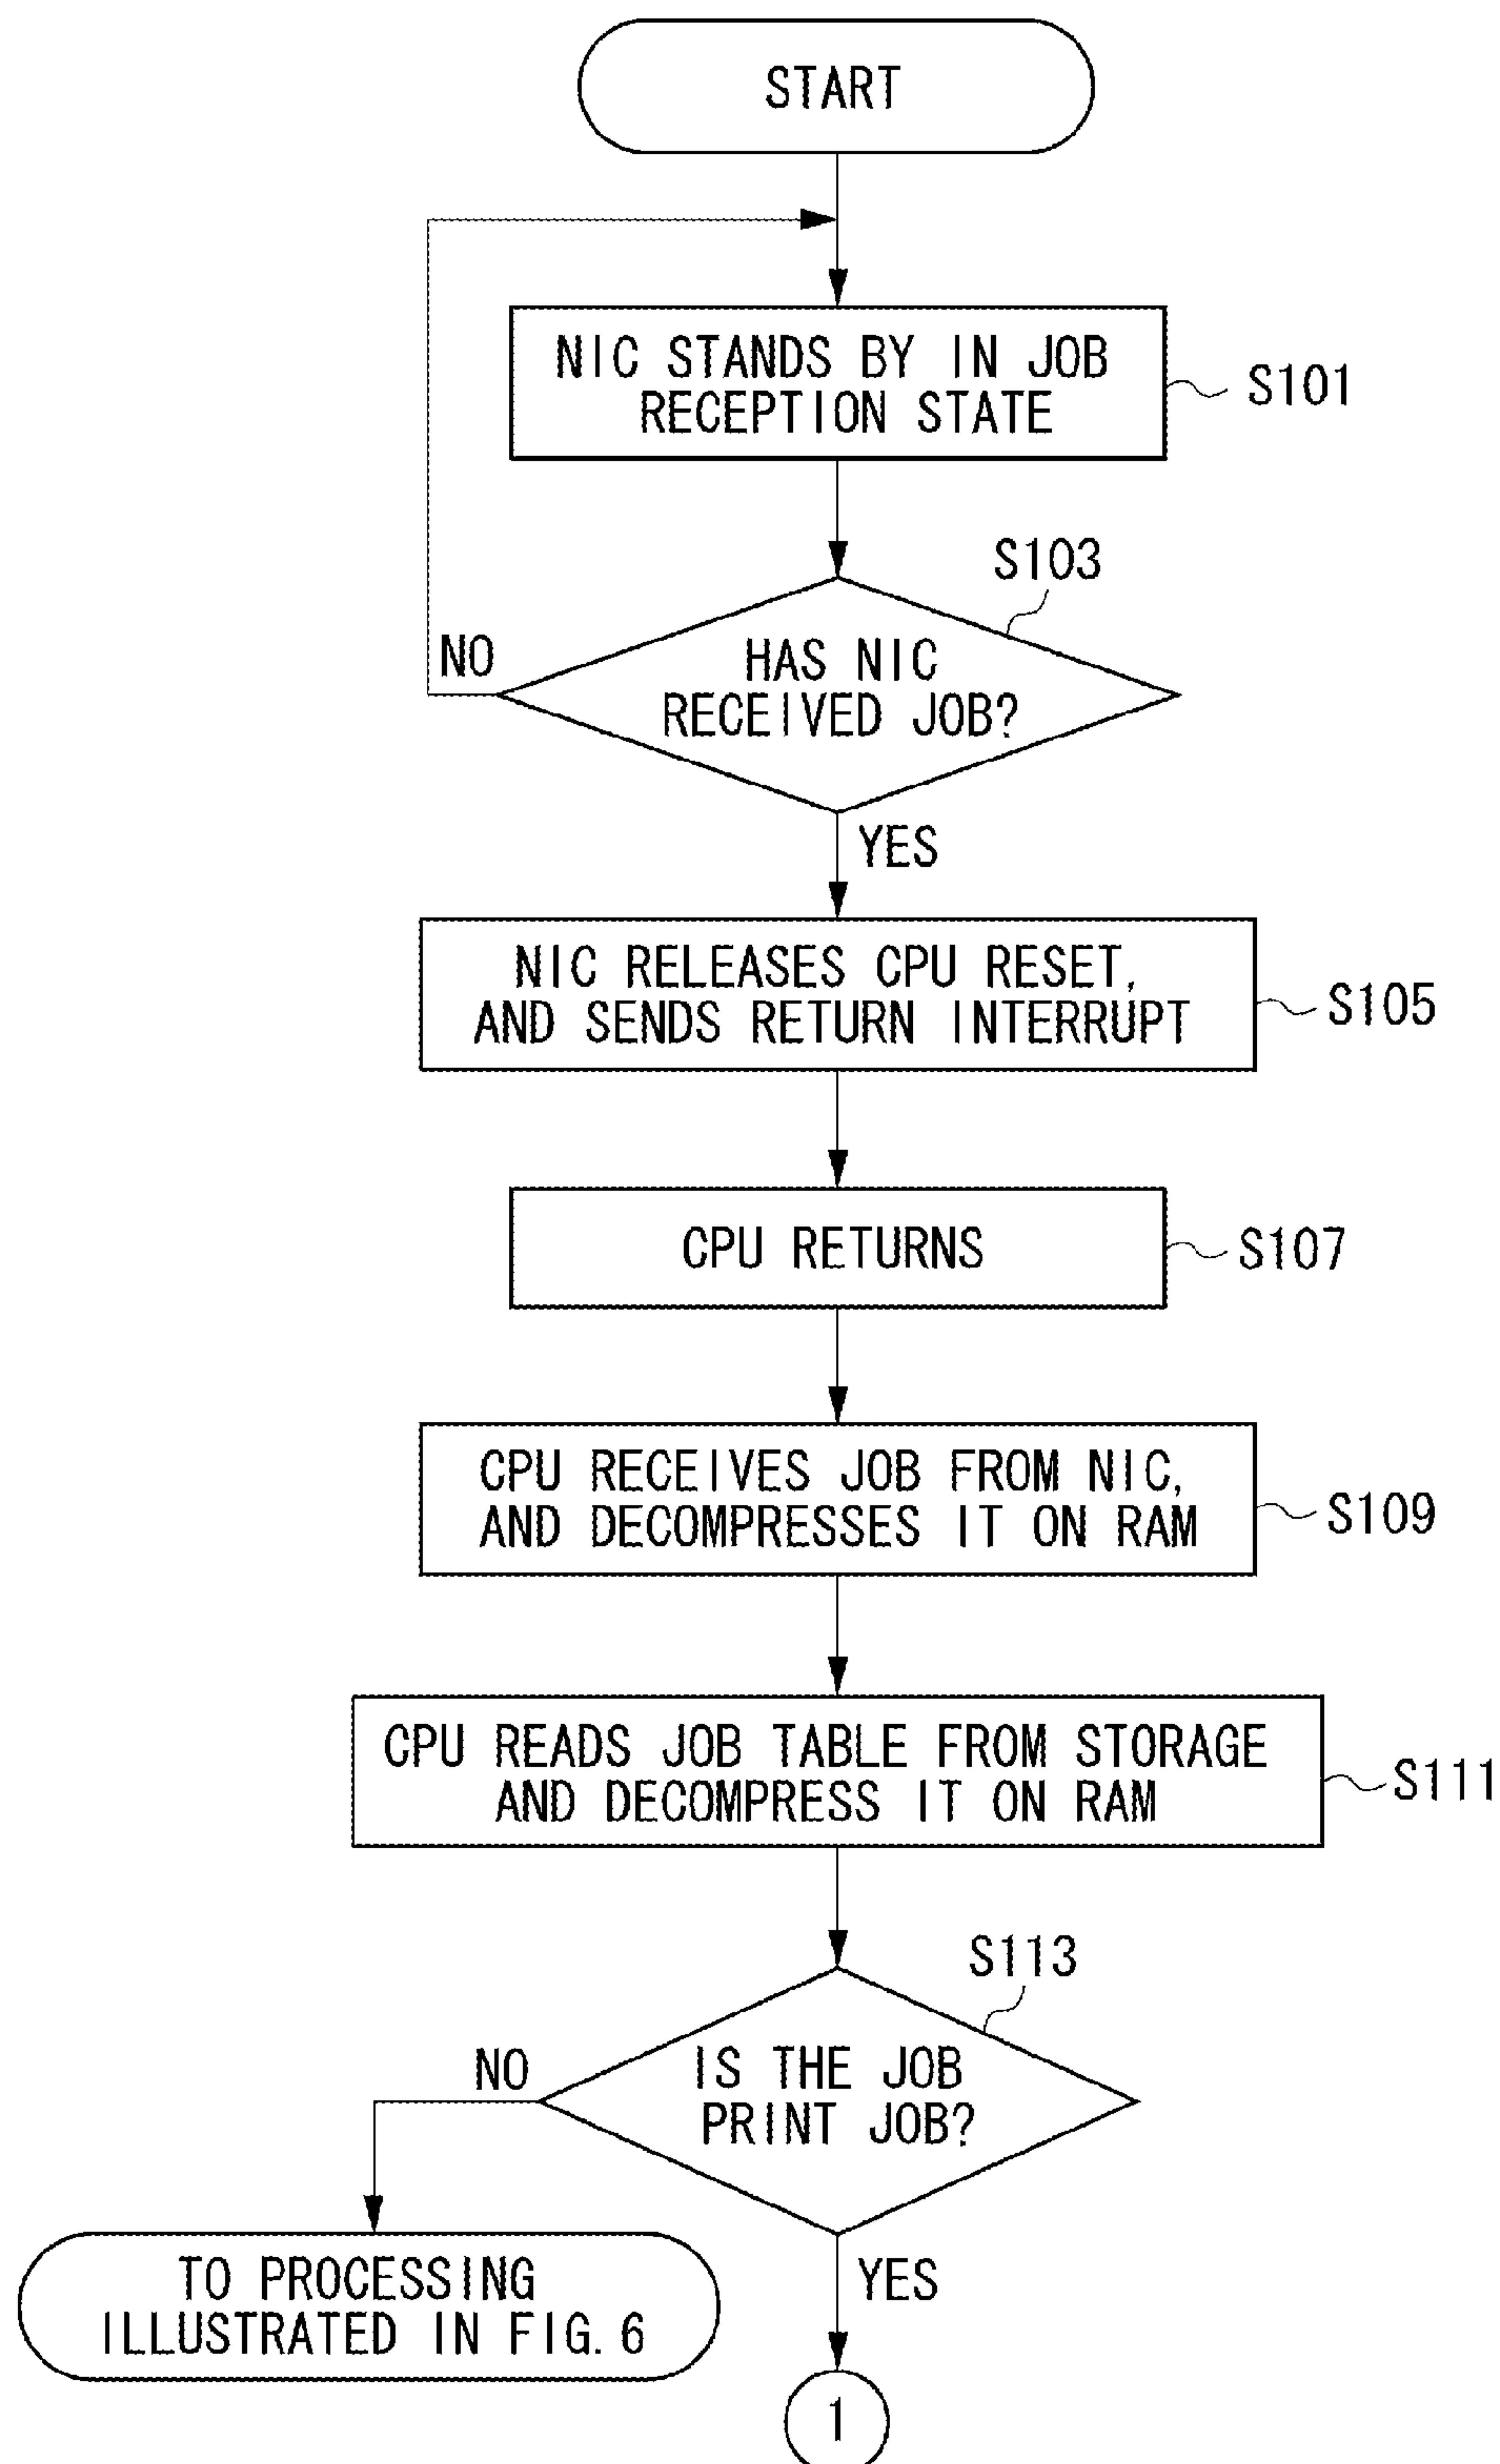 START
NIC STANDS BY IN JOB
RECEPTION STATE
S101
S103
HAS NIC
RECEIVED JOB?
NO
YES
NIC RELEASES CPU RESET,
AND SENDS RETURN INTERRUPT
S105
CPU RETURNS
S107
CPU RECEIVES JOB FROM NIC,
AND DECOMPRESSES IT ON RAM
S109
CPU READS JOB TABLE FROM STORAGE
AND DECOMPRESS IT ON RAM
S111
S113
IS THE JOB
PRINT JOB?
NO
TO PROCESSING
ILLUSTRATED IN FIG. 6
YES
1